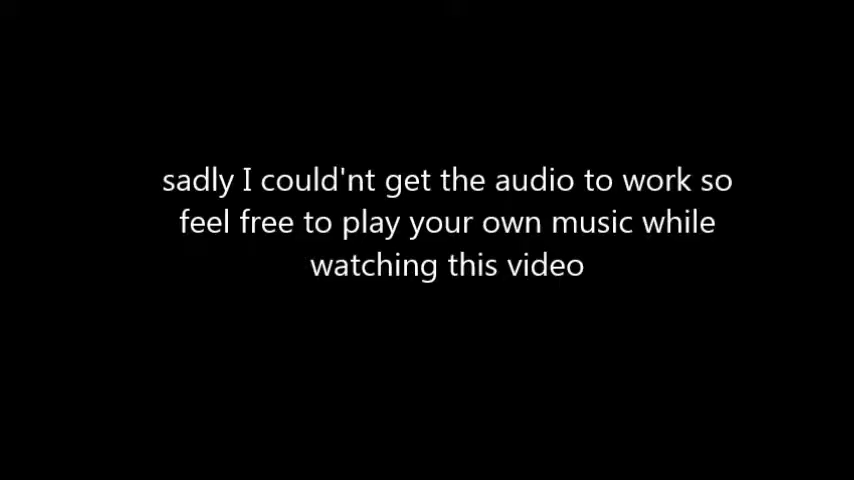 sadly I could'nt get the audio to work so
feel free to play your own music while
watching this video